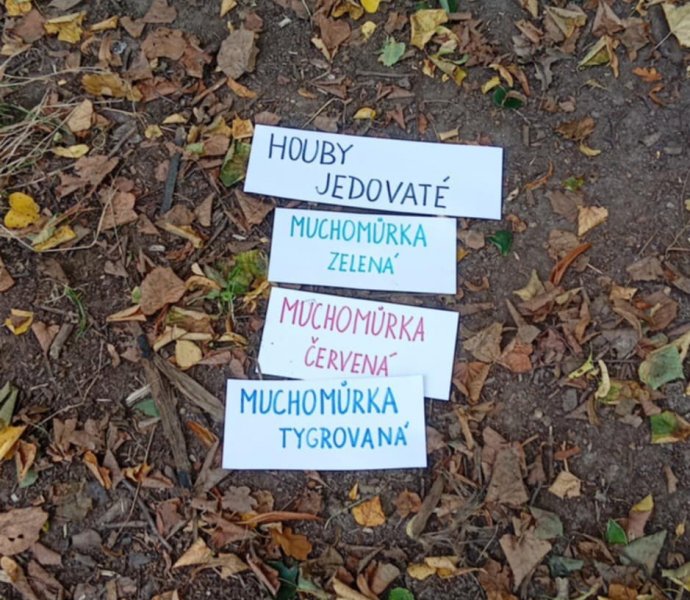 HOUBY
JEDOVATÉ
MUCHOMŮRKA
ZELENÁ
MUCHOMŮRKA
ČERVENÁ
MUCHOMŮRKA
TYGROVANÁ